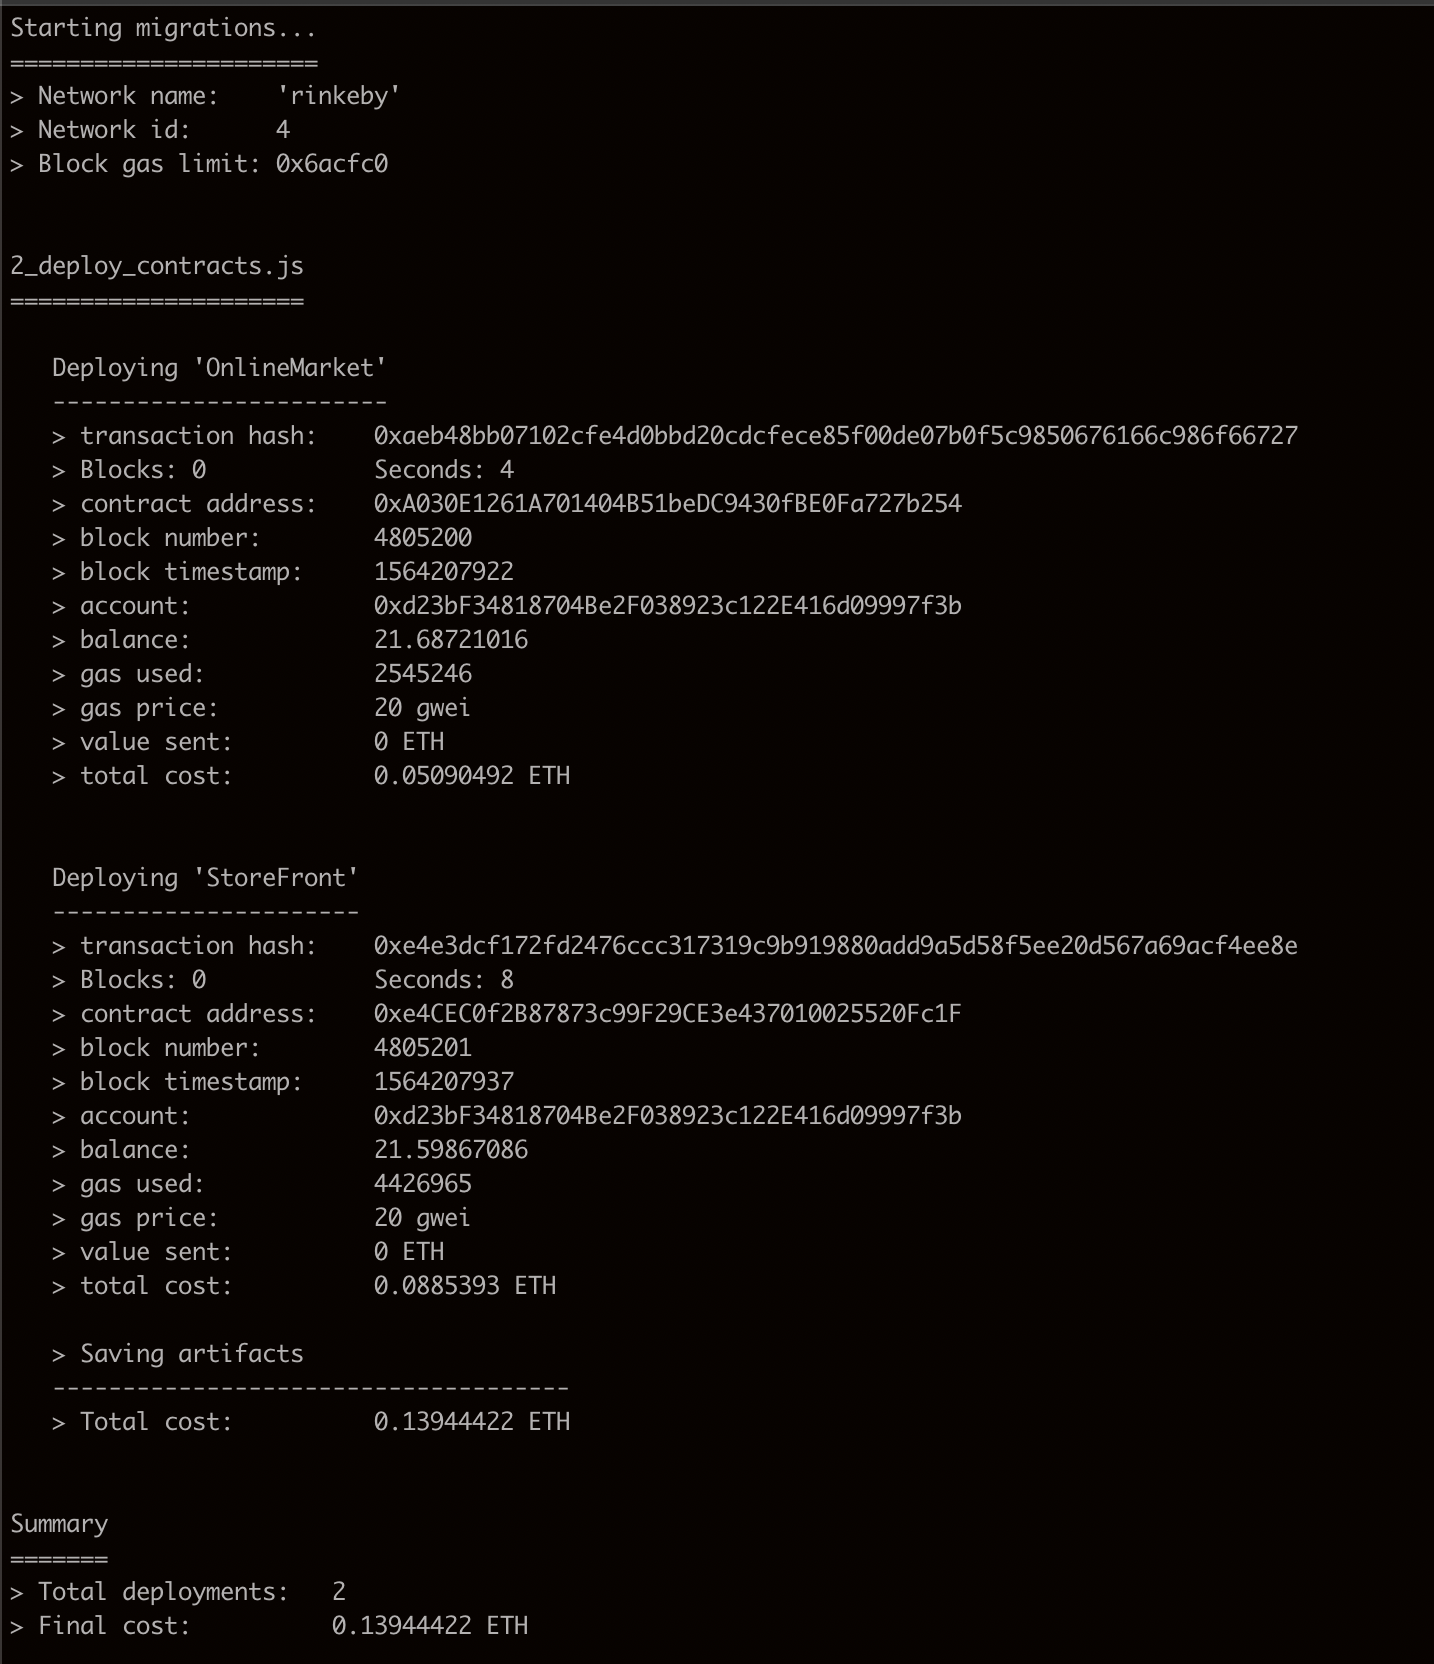 Starting migrations...
======================
> Network name:    'rinkeby'
> Network id:      4
> Block gas limit: 0x6acfc0
2_deploy_contracts.js
=====================
   Deploying 'OnlineMarket'
   ------------------------
   > transaction hash:    0xaeb48bb07102cfe4d0bbd20cdcfece85f00de07b0f5c9850676166c986f66727
   > Blocks: 0            Seconds: 4
   > contract address:    0xA030E1261A701404B51beDC9430fBE0Fa727b254
   > block number:        4805200
   > block timestamp:     1564207922
   > account:             0xd23bF34818704Be2F038923c122E416d09997f3b
   > balance:             21.68721016
   > gas used:            2545246
   > gas price:           20 gwei
   > value sent:          0 ETH
   > total cost:          0.05090492 ETH
   Deploying 'StoreFront'
   ----------------------
   > transaction hash:    0xe4e3dcf172fd2476ccc317319c9b919880add9a5d58f5ee20d567a69acf4ee8e
   > Blocks: 0            Seconds: 8
   > contract address:    0xe4CEC0f2B87873c99F29CE3e437010025520Fc1F
   > block number:        4805201
   > block timestamp:     1564207937
   > account:             0xd23bF34818704Be2F038923c122E416d09997f3b
   > balance:             21.59867086
   > gas used:            4426965
   > gas price:           20 gwei
   > value sent:          0 ETH
   > total cost:          0.0885393 ETH
   > Saving artifacts
   -------------------------------------
   > Total cost:          0.13944422 ETH
Summary
=======
> Total deployments:   2
> Final cost:          0.13944422 ETH